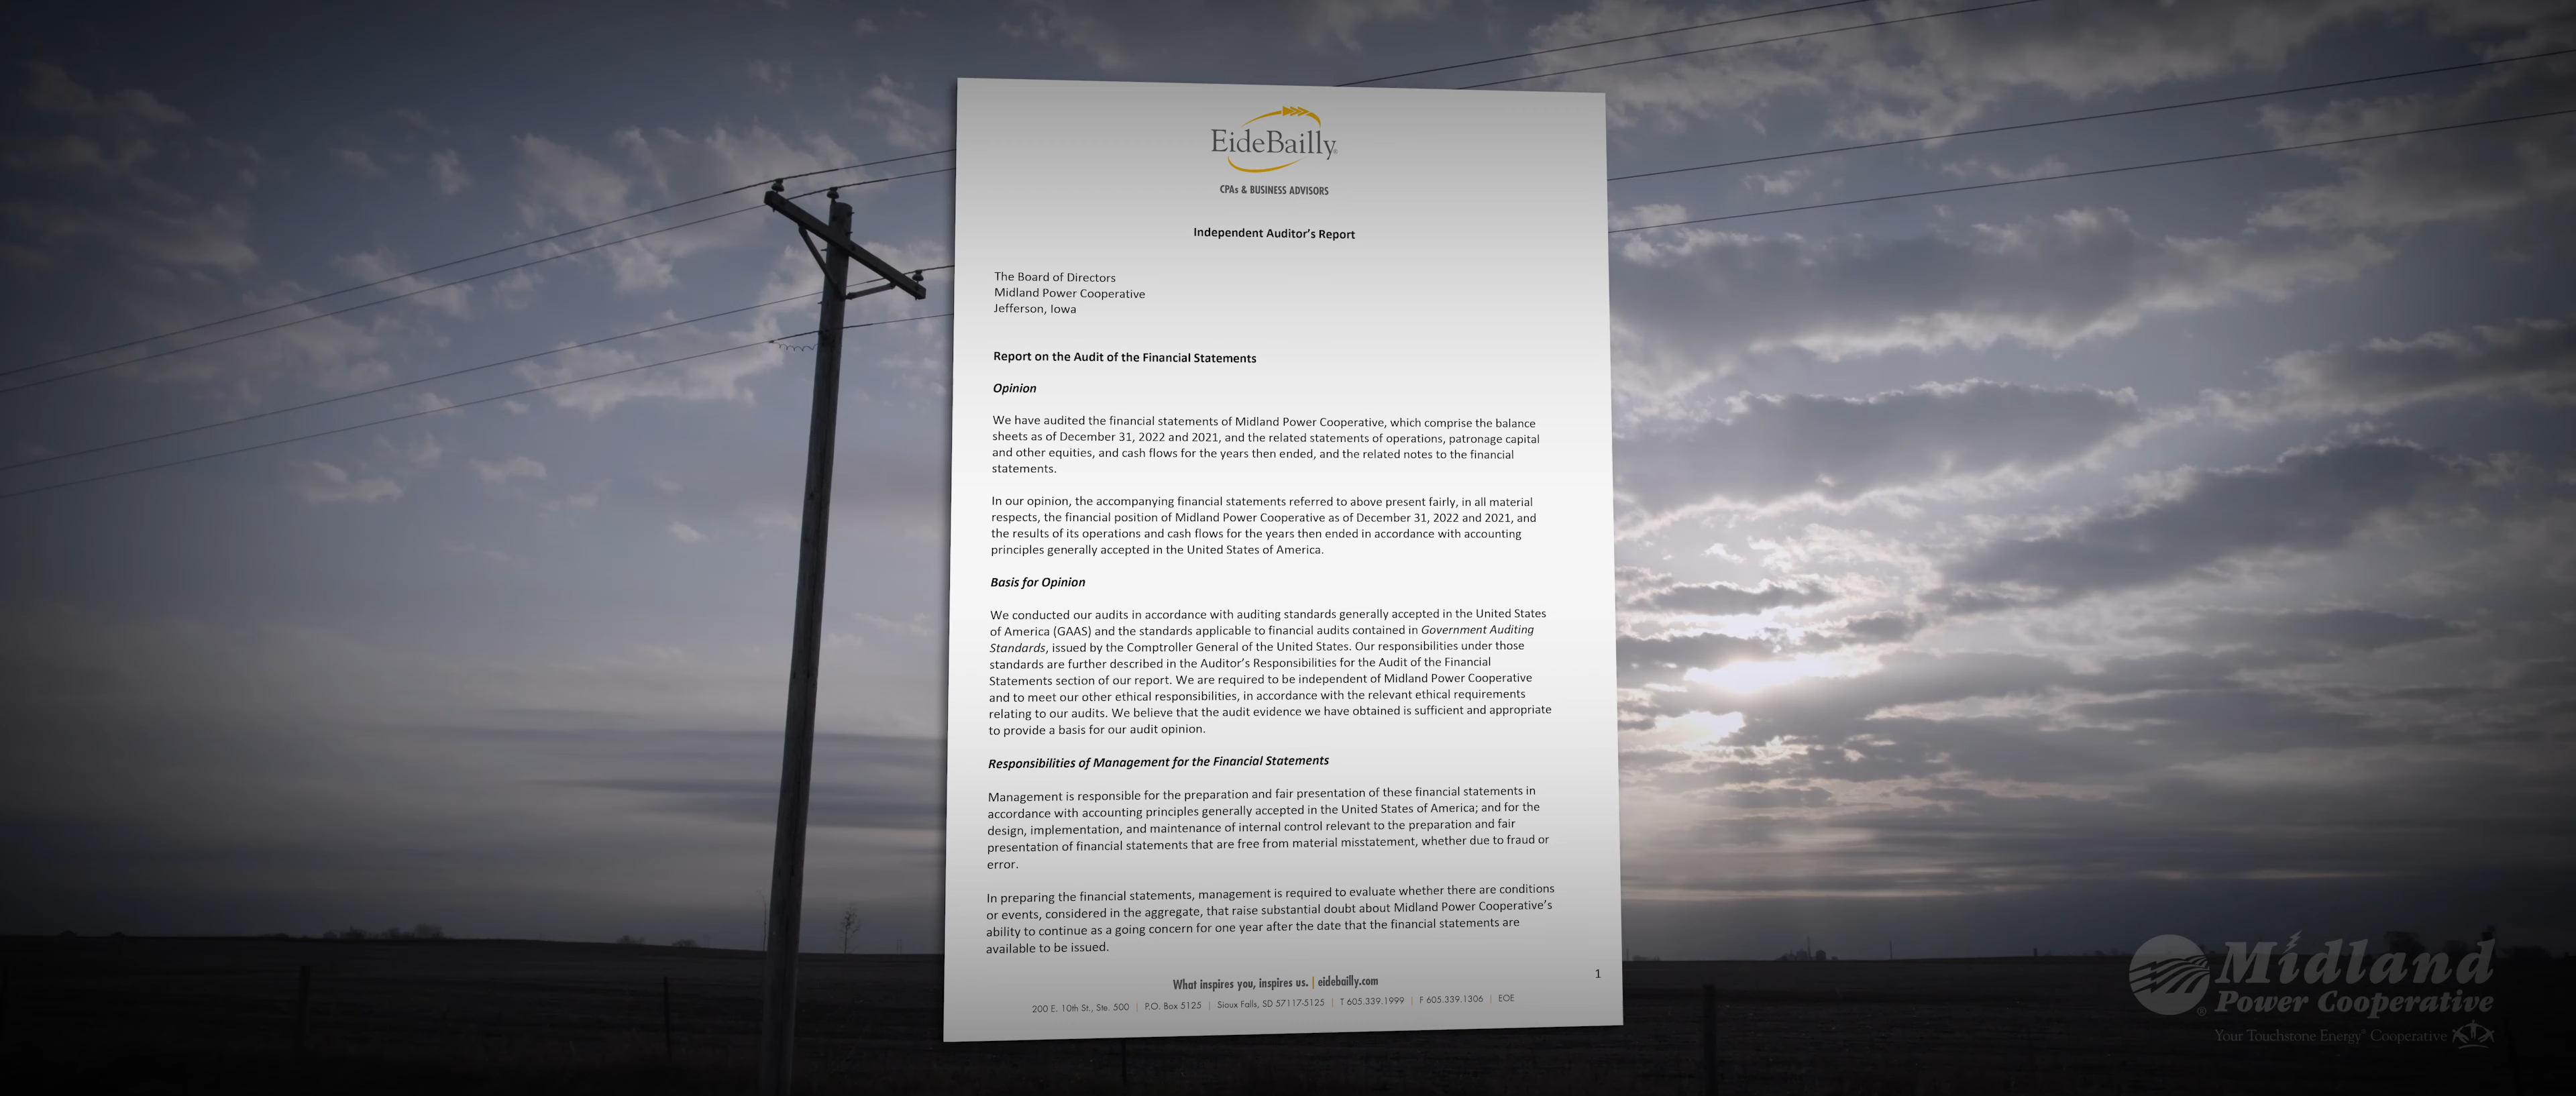 EideBailly®
CPAs & BUSINESS ADVISORS
Independent Auditor's Report
The Board of Directors
Midland Power Cooperative
Jefferson, Iowa
Report on the Audit of the Financial Statements
Opinion
We have audited the financial statements of Midland Power Cooperative, which comprise the balance
sheets as of December 31, 2022 and 2021, and the related statements of operations, patronage capital
and other equities, and cash flows for the years then ended, and the related notes to the financial
statements.
In our opinion, the accompanying financial statements referred to above present fairly, in all material
respects, the financial position of Midland Power Cooperative as of December 31, 2022 and 2021, and
the results of its operations and cash flows for the years then ended in accordance with accounting
principles generally accepted in the United States of America.
Basis for Opinion
We conducted our audits in accordance with auditing standards generally accepted in the United States
of America (GAAS) and the standards applicable to financial audits contained in Government Auditing
Standards, issued by the Comptroller General of the United States. Our responsibilities under those
standards are further described in the Auditor's Responsibilities for the Audit of the Financial
Statements section of our report. We are required to be independent of Midland Power Cooperative
and to meet our other ethical responsibilities, in accordance with the relevant ethical requirements
relating to our audits. We believe that the audit evidence we have obtained is sufficient and appropriate
to provide a basis for our audit opinion.
Responsibilities of Management for the Financial Statements
Management is responsible for the preparation and fair presentation of these financial statements in
accordance with accounting principles generally accepted in the United States of America; and for the
design, implementation, and maintenance of internal control relevant to the preparation and fair
presentation of financial statements that are free from material misstatement, whether due to fraud or
error.
In preparing the financial statements, management is required to evaluate whether there are conditions
or events, considered in the aggregate, that raise substantial doubt about Midland Power Cooperative's
ability to continue as a going concern for one year after the date that the financial statements are
available to be issued.
1
What inspires you, inspires us. | eidebailly.com
200 E. 10th St., Ste. 500 | P.O. Box 5125 | Sioux Falls, SD 57117-5125 | T 605.339.1999 | F 605.339.1306 | EOE
Midland
® Power Cooperative
Your Touchstone Energy® Cooperative